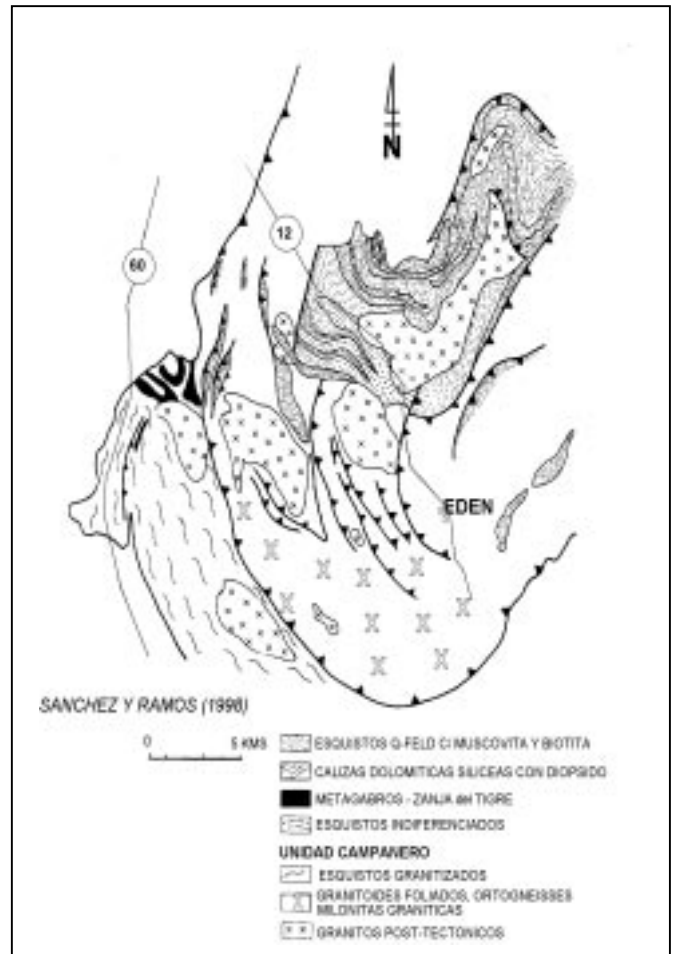 N
12
60
EDEN
SANCHEZ Y RAMOS (1998)
0 5 KMS
ESQUISTOS Q-FELD C/ MUSCOVITA Y BIOTITA
CALIZAS DOLOMITICAS SILICEAS CON DIOPSIDO
METAGABROS - ZANJA del TIGRE
ESQUISTOS INDIFERENCIADOS
UNIDAD CAMPANERO
ESQUISTOS GRANITIZADOS
GRANITOIDES FOLIADOS, ORTOGNEISSES
MILONITAS GRANITICAS
GRANITOS POST-TECTONICOS